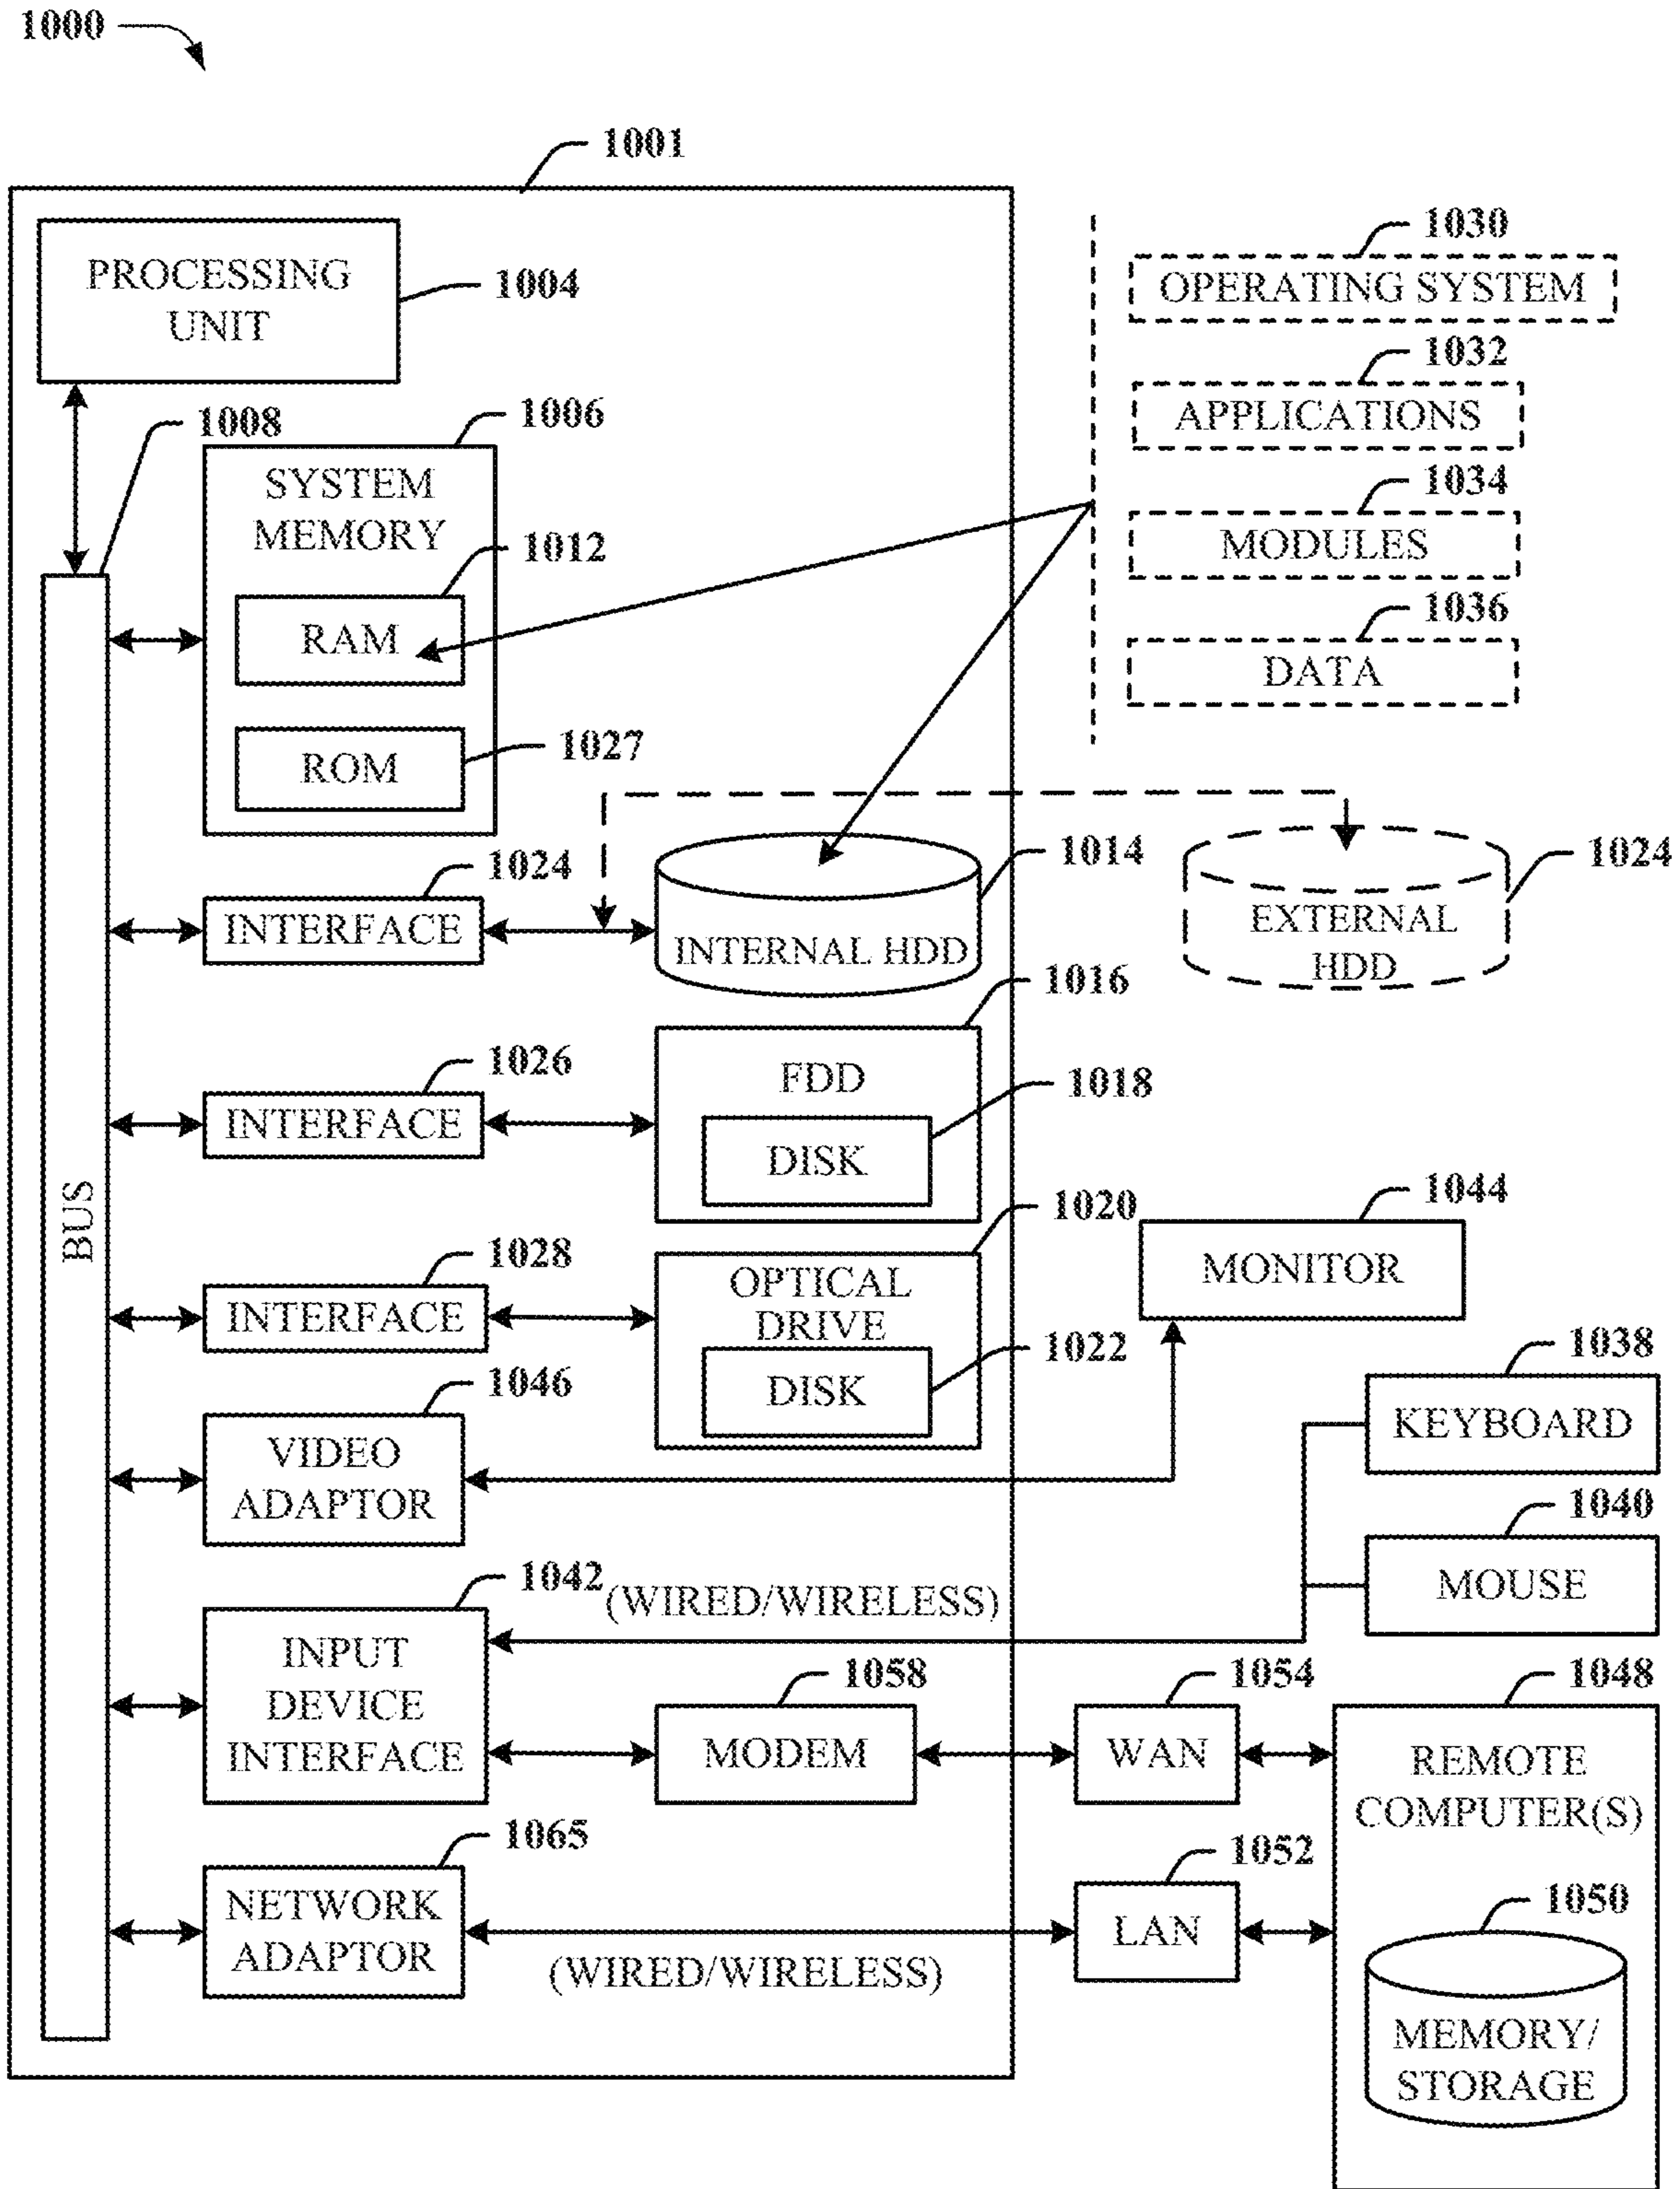 1000
1001
PROCESSING
UNIT
1004
1030
OPERATING SYSTEM
1032
APPLICATIONS
1034
MODULES
1036
DATA
1008
1006
SYSTEM
MEMORY
1012
RAM
1027
ROM
BUS
1024
INTERFACE
1014
INTERNAL HDD
1024
EXTERNAL
HDD
1026
INTERFACE
1016
FDD
1018
DISK
1028
INTERFACE
1020
OPTICAL
DRIVE
1022
DISK
1044
MONITOR
1046
VIDEO
ADAPTOR
1038
KEYBOARD
1040
MOUSE
1042
(WIRED/WIRELESS)
INPUT
DEVICE
INTERFACE
1058
MODEM
1054
WAN
1048
REMOTE
COMPUTER(S)
1065
NETWORK
ADAPTOR
(WIRED/WIRELESS)
1052
LAN
1050
MEMORY/
STORAGE